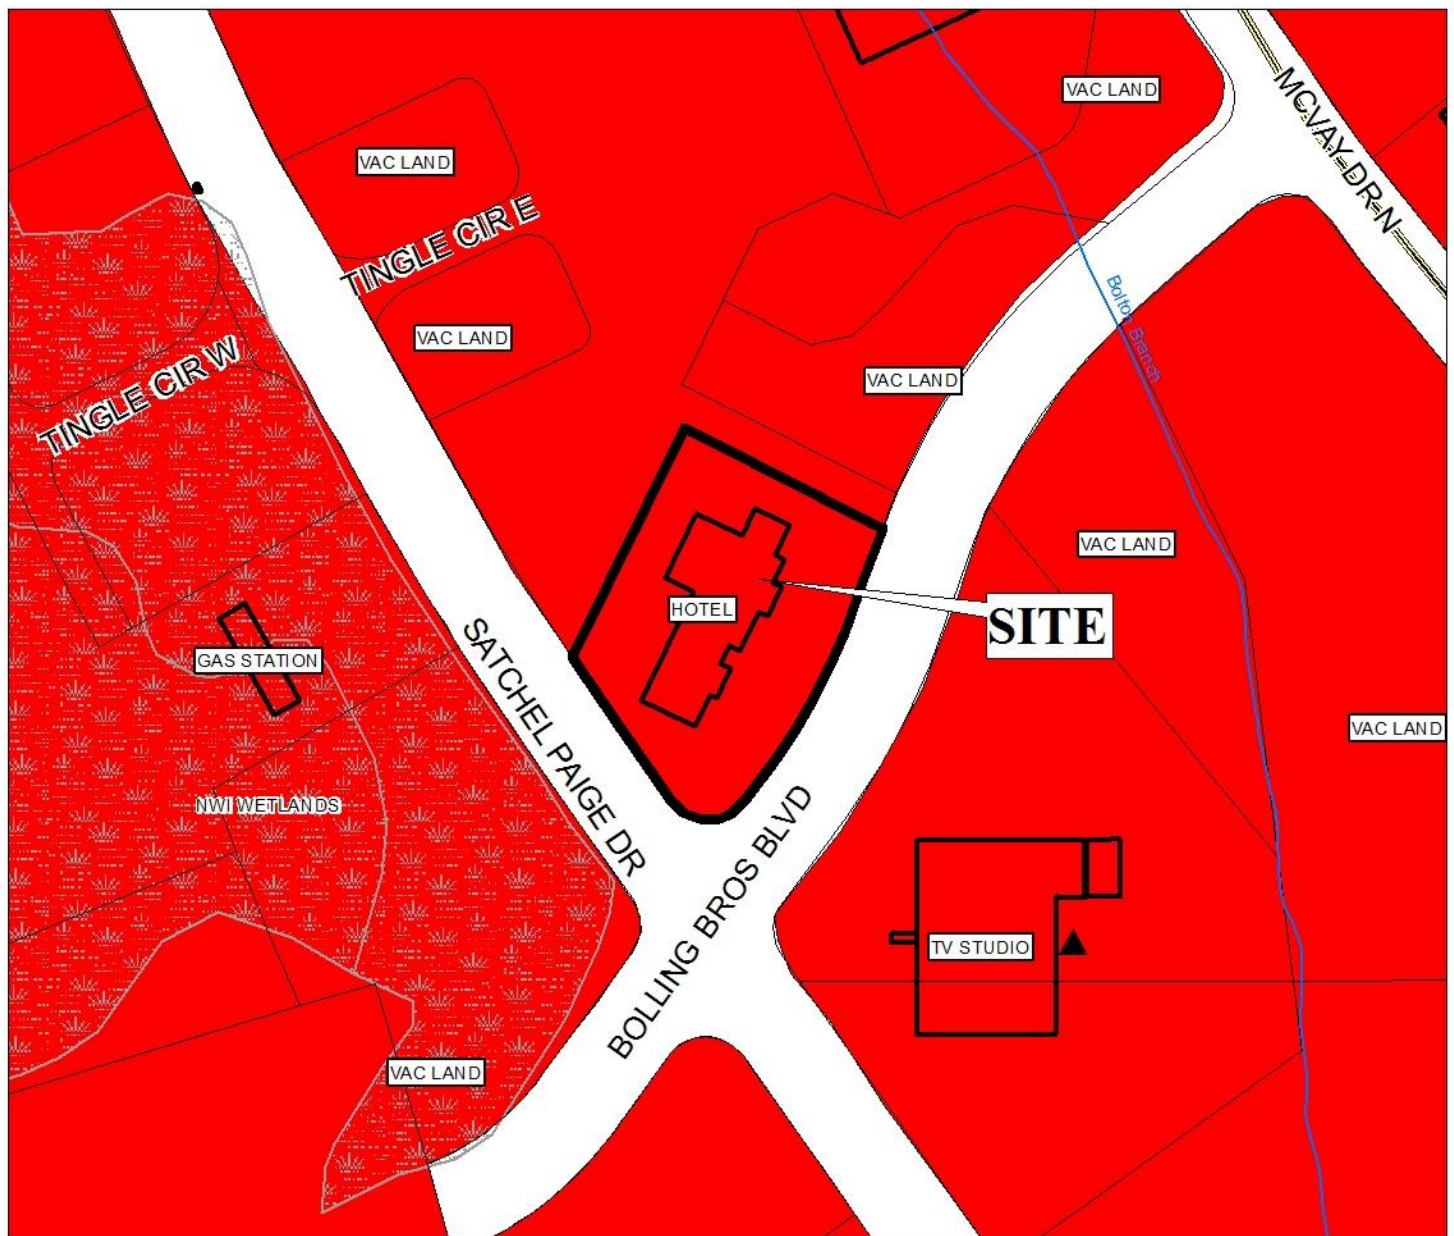 VAC LAND
MCVAY DR N
VAC LAND
TINGLE CIR E
Bolton Branch
VAC LAND
TINGLE CIR W
VAC LAND
VAC LAND
HOTEL
SITE
GAS STATION
SATCHEL PAIGE DR
VAC LAND
NWI WETLANDS
BOLLING BROS BLVD
TV STUDIO
VAC LAND